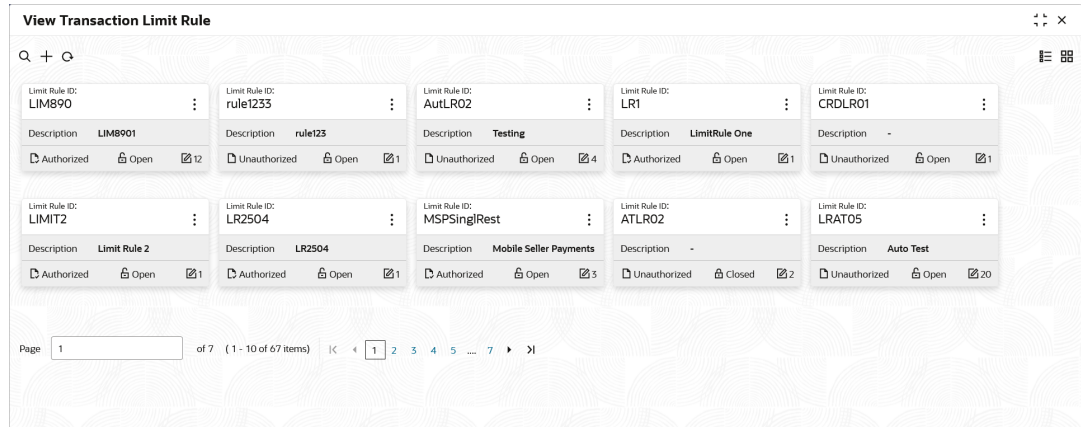 View Transaction Limit Rule
Limit Rule ID: Limit Rule ID: Limit Rule ID: Limit Rule ID: Limit Rule ID:
LIM890 rule1233 AutLR02 LR1 CRDLR01
Description LIM8901 Description rule123 Description Testing Description LimitRule One Description -
Authorized Open 12 Unauthorized Open 1 Unauthorized Open 4 Authorized Open 1 Unauthorized Open 1
Limit Rule ID: Limit Rule ID: Limit Rule ID: Limit Rule ID: Limit Rule ID:
LIMIT2 LR2504 MSPSinglRest ATLR02 LRAT05
Description Limit Rule 2 Description LR2504 Description Mobile Seller Payments Description - Description Auto Test
Authorized Open 1 Authorized Open 1 Authorized Open 3 Unauthorized Closed 2 Unauthorized Open 20
Page 1 of 7 ( 1 - 10 of 67 items) 1 2 3 4 5 .... 7